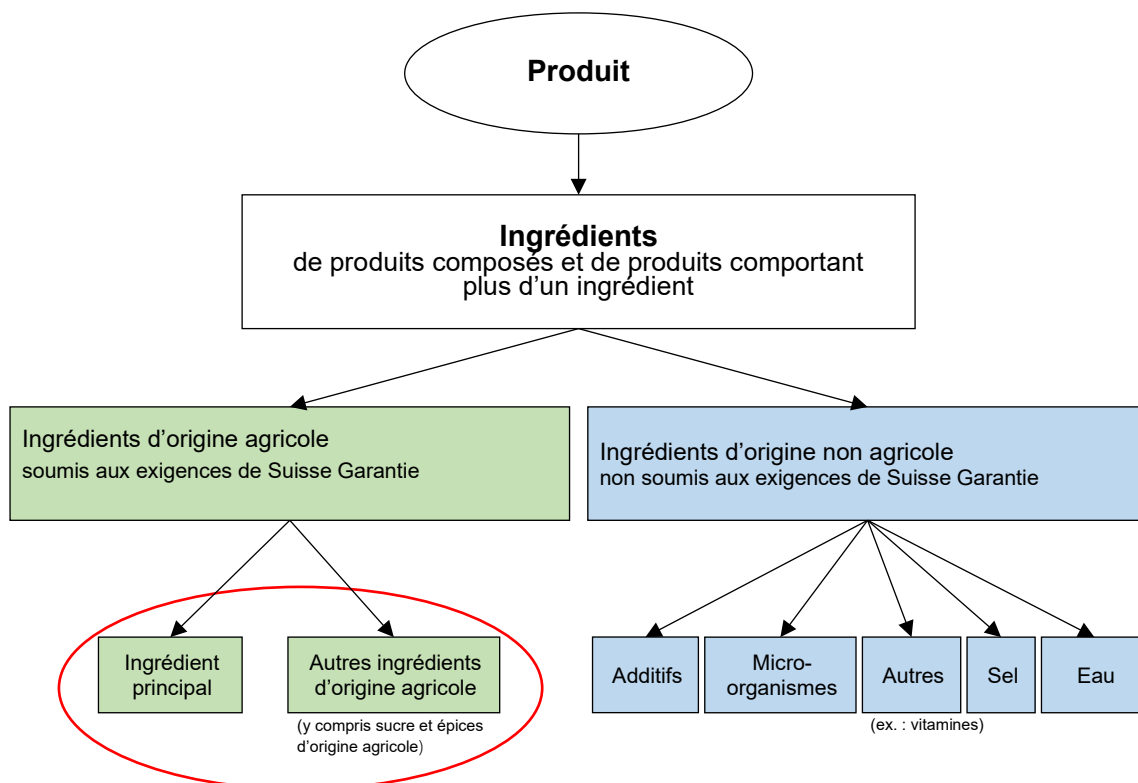 Produit
Ingrédients
de produits composés et de produits comportant
plus d’un ingrédient
Ingrédients d’origine agricole
soumis aux exigences de Suisse Garantie
Ingrédients d’origine non agricole
non soumis aux exigences de Suisse Garantie
Ingrédient
principal
Autres ingrédients
d’origine agricole
(y compris sucre et épices
d’origine agricole)
Additifs
Micro-
organismes
Autres
(ex. : vitamines)
Sel
Eau